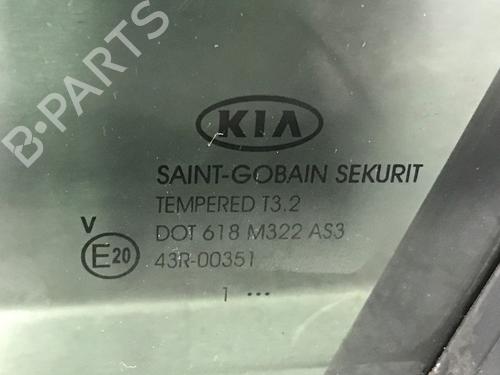 B-PARTS
KIA
SAINT-GOBAIN SEKURIT
TEMPERED T3.2
DOT 618 M322 AS3
V
E20
43R-00351
1 ...